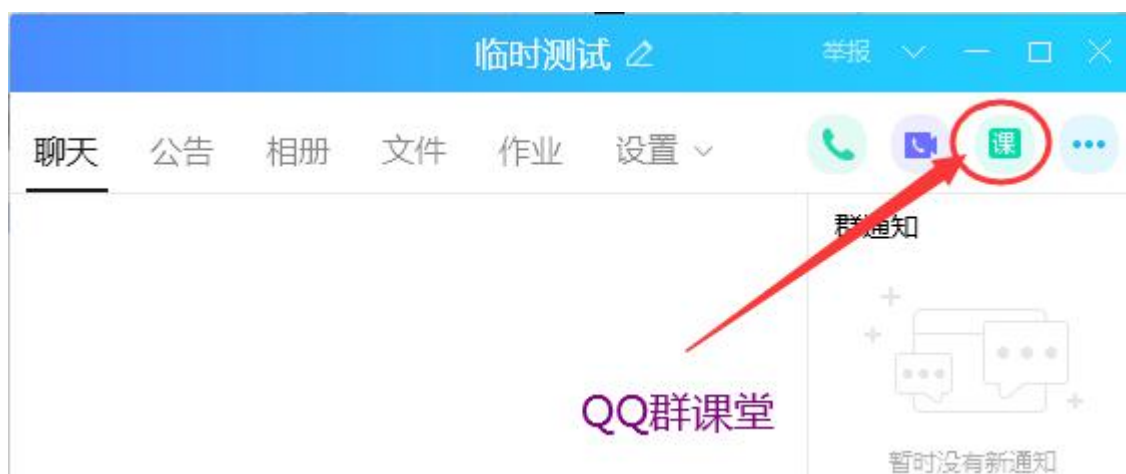 临时测试
举报
聊天 公告 相册 文件 作业 设置
课
群通知
QQ群课堂
暂时没有新通知